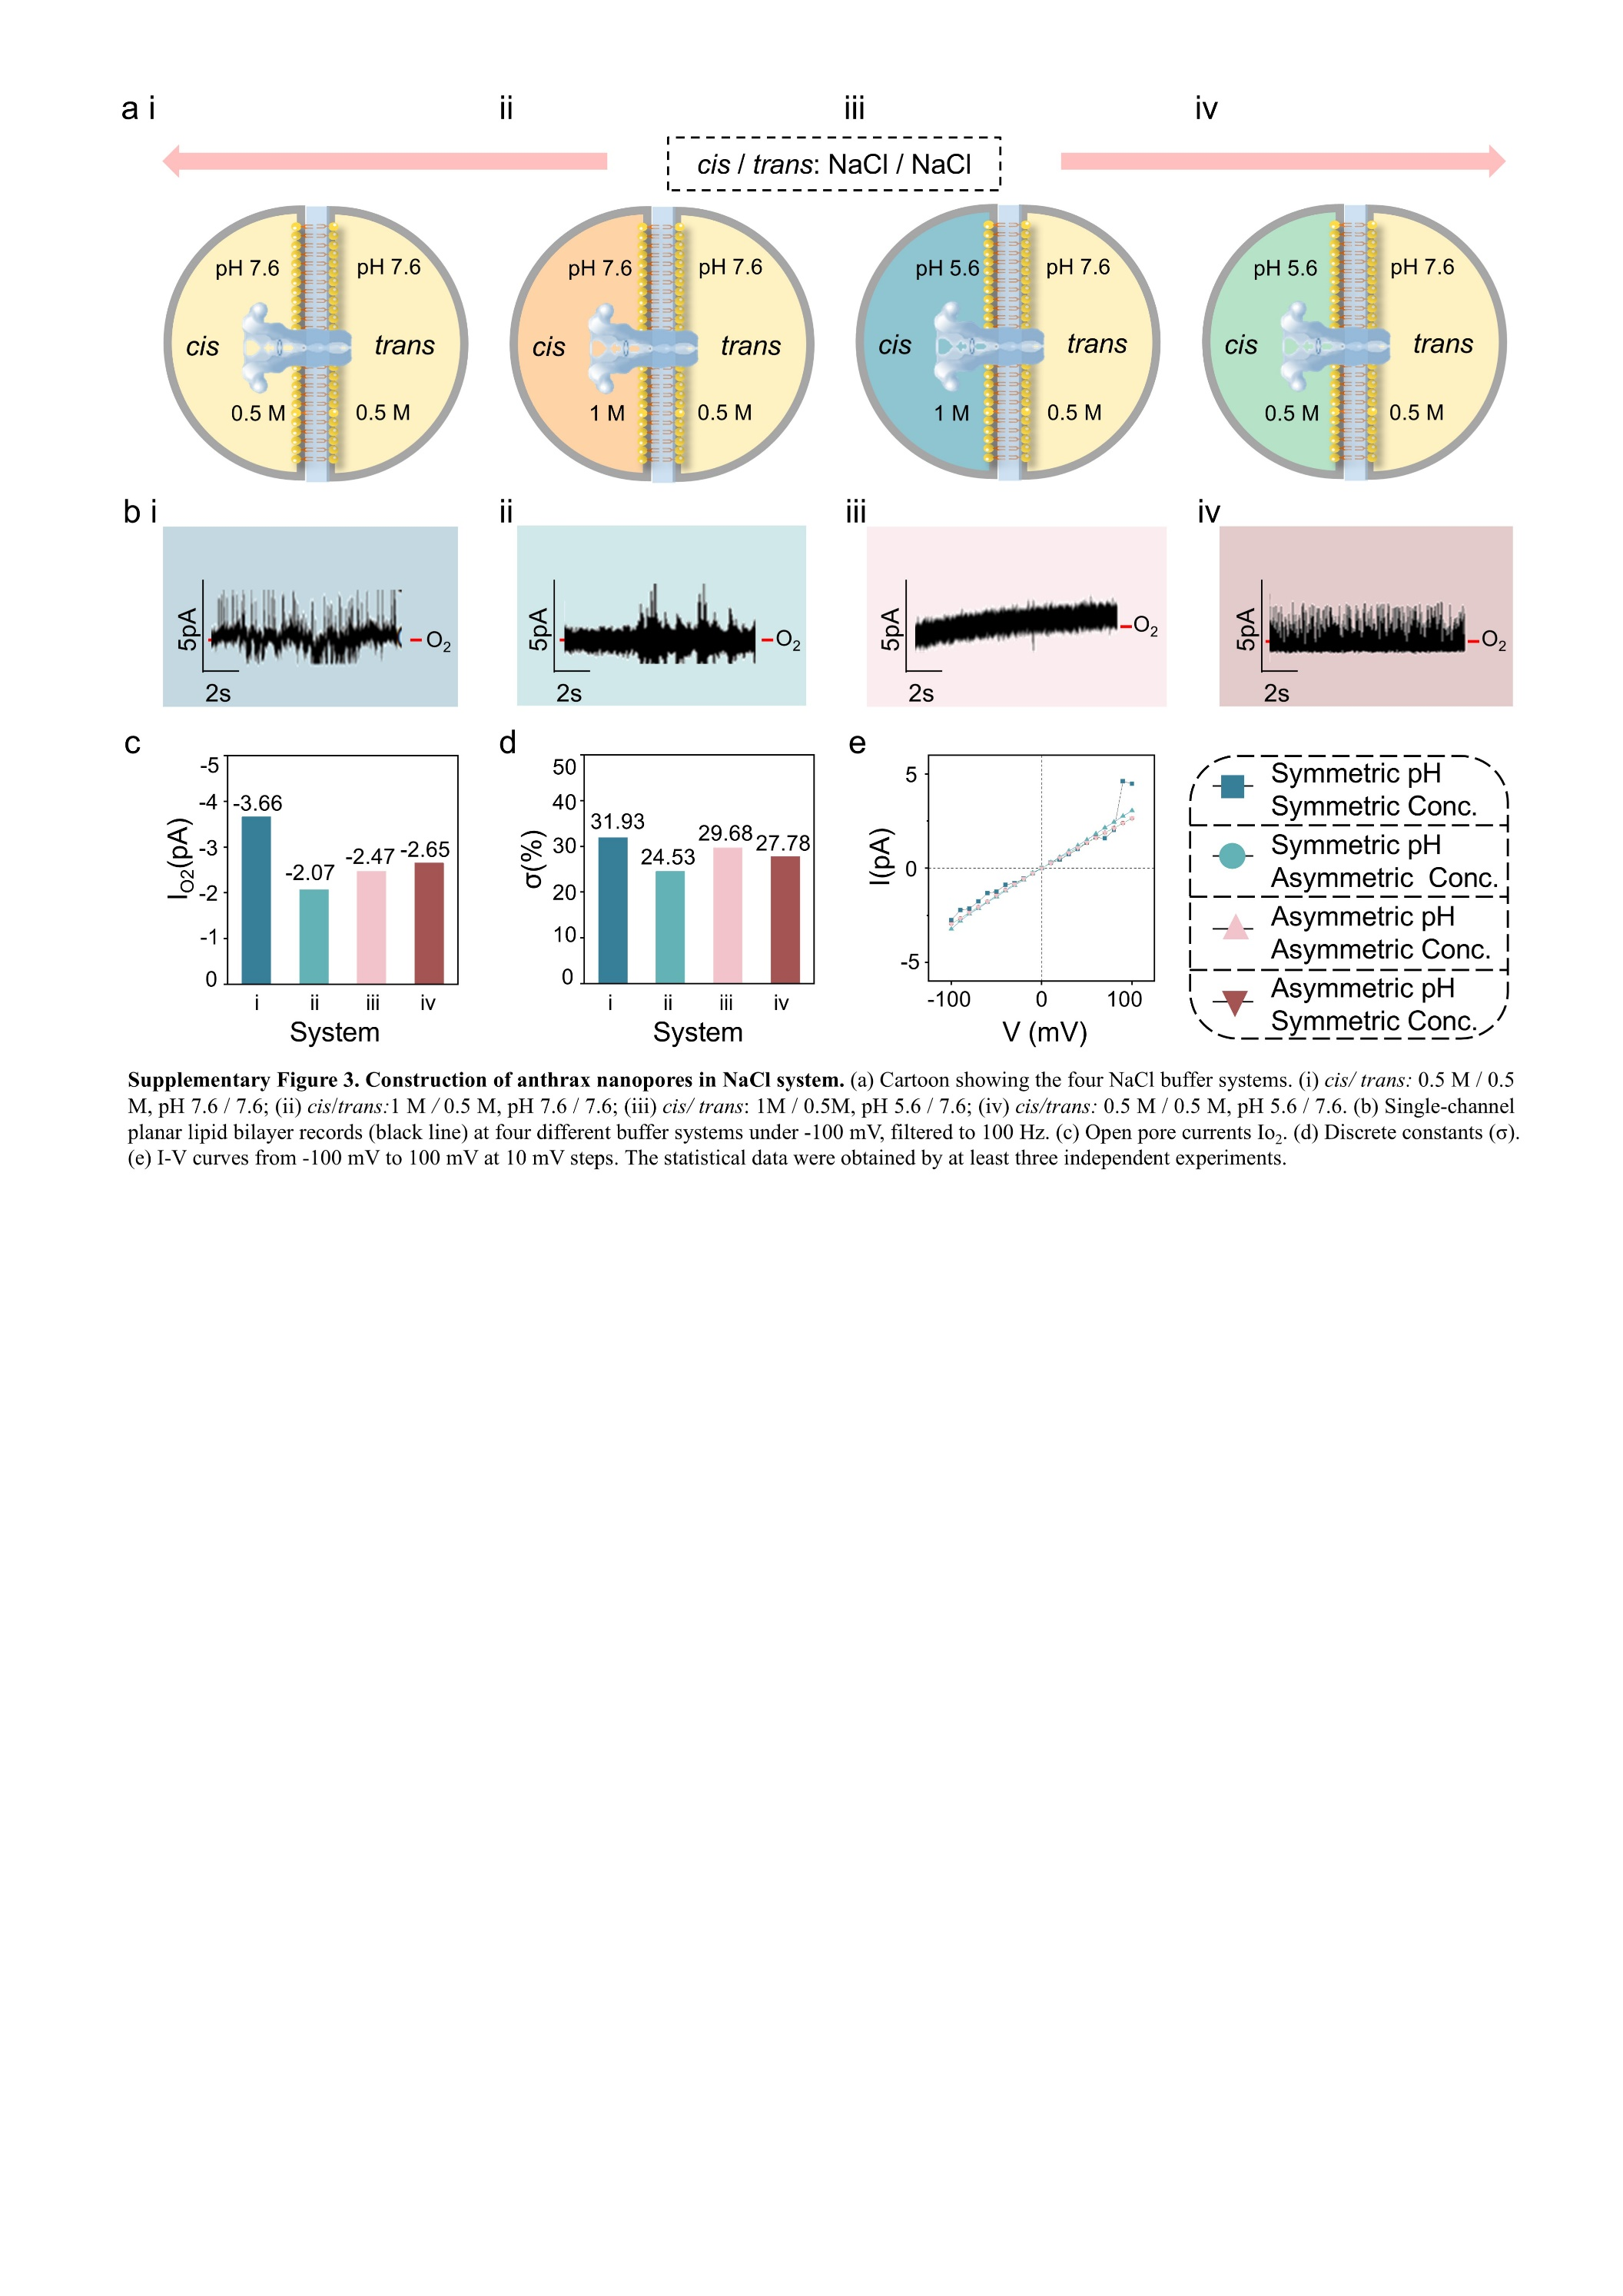 a i
ii
iii
iv
cis / trans: NaCl / NaCl
pH 7.6
pH 7.6
cis
trans
0.5 M
0.5 M
pH 7.6
pH 7.6
cis
trans
1 M
0.5 M
pH 5.6
pH 7.6
cis
trans
1 M
0.5 M
pH 5.6
pH 7.6
cis
trans
0.5 M
0.5 M
b i
5pA
2s
O2
ii
5pA
2s
O2
iii
5pA
2s
O2
iv
5pA
2s
O2
c
IO2(pA)
-5
-4
-3
-2
-1
0
-3.66
-2.07
-2.47
-2.65
i
ii
iii
iv
System
d
σ(%)
50
40
30
20
10
0
31.93
24.53
29.68
27.78
i
ii
iii
iv
System
e
I(pA)
5
0
-5
-100
0
100
V (mV)
Symmetric pH
Symmetric Conc.
Symmetric pH
Asymmetric Conc.
Asymmetric pH
Asymmetric Conc.
Asymmetric pH
Symmetric Conc.
Supplementary Figure 3. Construction of anthrax nanopores in NaCl system. (a) Cartoon showing the four NaCl buffer systems. (i) cis/ trans: 0.5 M / 0.5
M, pH 7.6 / 7.6; (ii) cis/trans:1 M / 0.5 M, pH 7.6 / 7.6; (iii) cis/ trans: 1M / 0.5M, pH 5.6 / 7.6; (iv) cis/trans: 0.5 M / 0.5 M, pH 5.6 / 7.6. (b) Single-channel
planar lipid bilayer records (black line) at four different buffer systems under -100 mV, filtered to 100 Hz. (c) Open pore currents Io2. (d) Discrete constants (σ).
(e) I-V curves from -100 mV to 100 mV at 10 mV steps. The statistical data were obtained by at least three independent experiments.